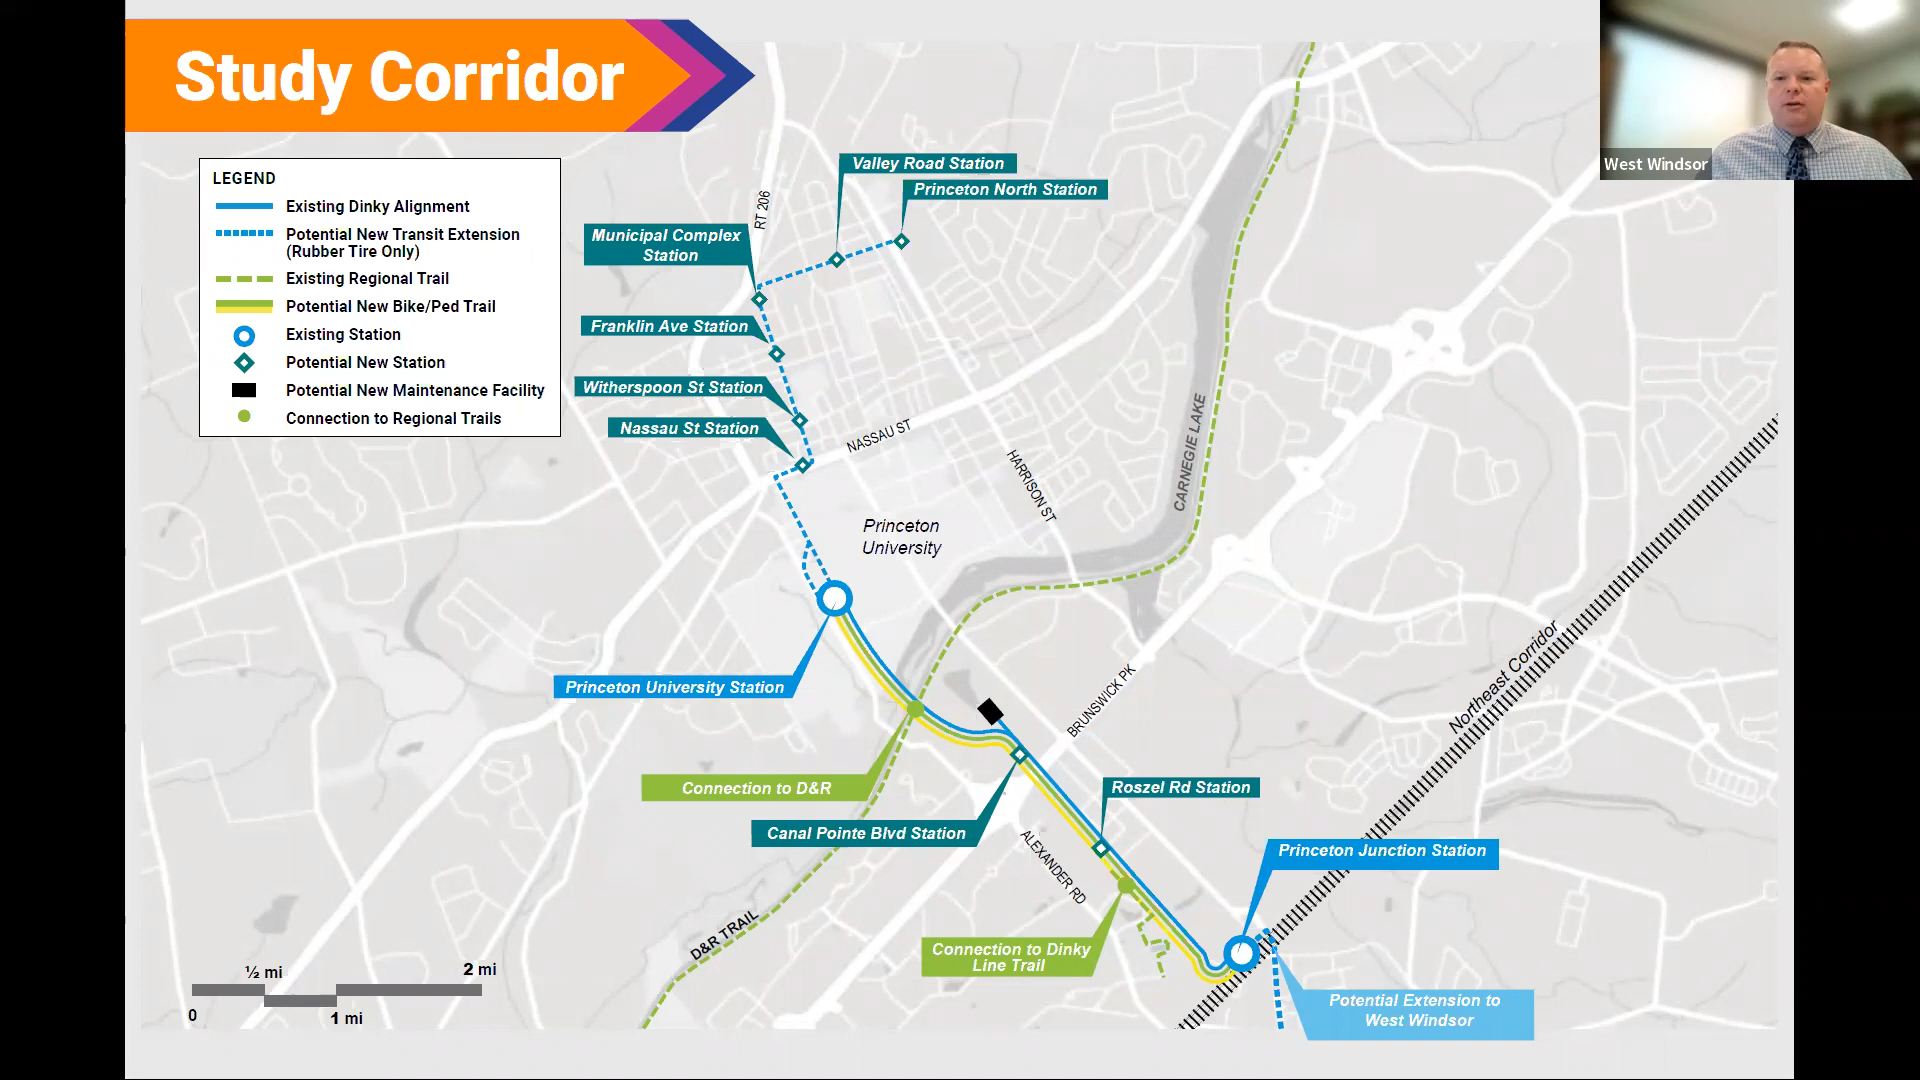 Study Corridor
West Windsor
LEGEND
Existing Dinky Alignment
Potential New Transit Extension
(Rubber Tire Only)
Existing Regional Trail
Potential New Bike/Ped Trail
Existing Station
Potential New Station
Potential New Maintenance Facility
Connection to Regional Trails
RT 206
Valley Road Station
Princeton North Station
Municipal Complex
Station
Franklin Ave Station
Witherspoon St Station
Nassau St Station
NASSAU ST
HARRISON ST
CARNEGIE LAKE
Princeton
University
Princeton University Station
BRUNSWICK PK
Northeast Corridor
Connection to D&R
Canal Pointe Blvd Station
Roszel Rd Station
ALEXANDER RD
Princeton Junction Station
D&R TRAIL
Connection to Dinky
Line Trail
Potential Extension to
West Windsor
½ mi
2 mi
0
1 mi